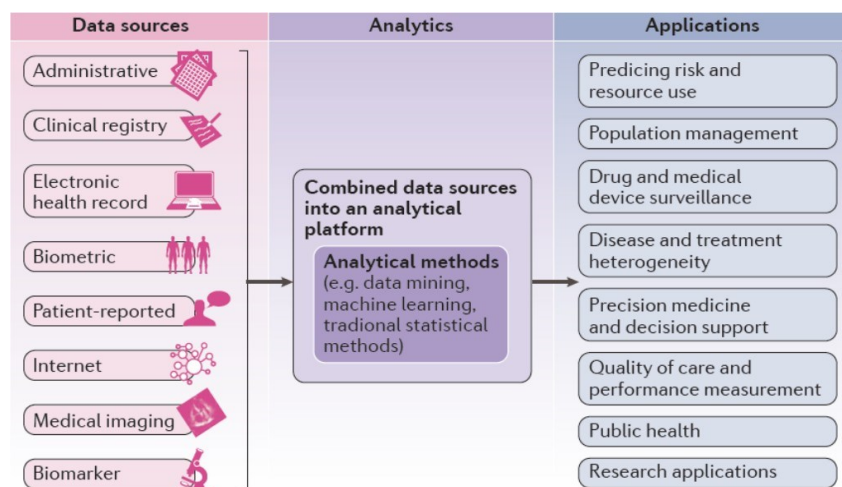 Data sources
Administrative
Clinical registry
Electronic
health record
Biometric
Patient-reported
Internet
Medical imaging
Biomarker
Analytics
Combined data sources
into an analytical
platform
Analytical methods
(e.g. data mining,
machine learning,
tradional statistical
methods)
Applications
Predicing risk and
resource use
Population management
Drug and medical
device surveillance
Disease and treatment
heterogeneity
Precision medicine
and decision support
Quality of care and
performance measurement
Public health
Research applications